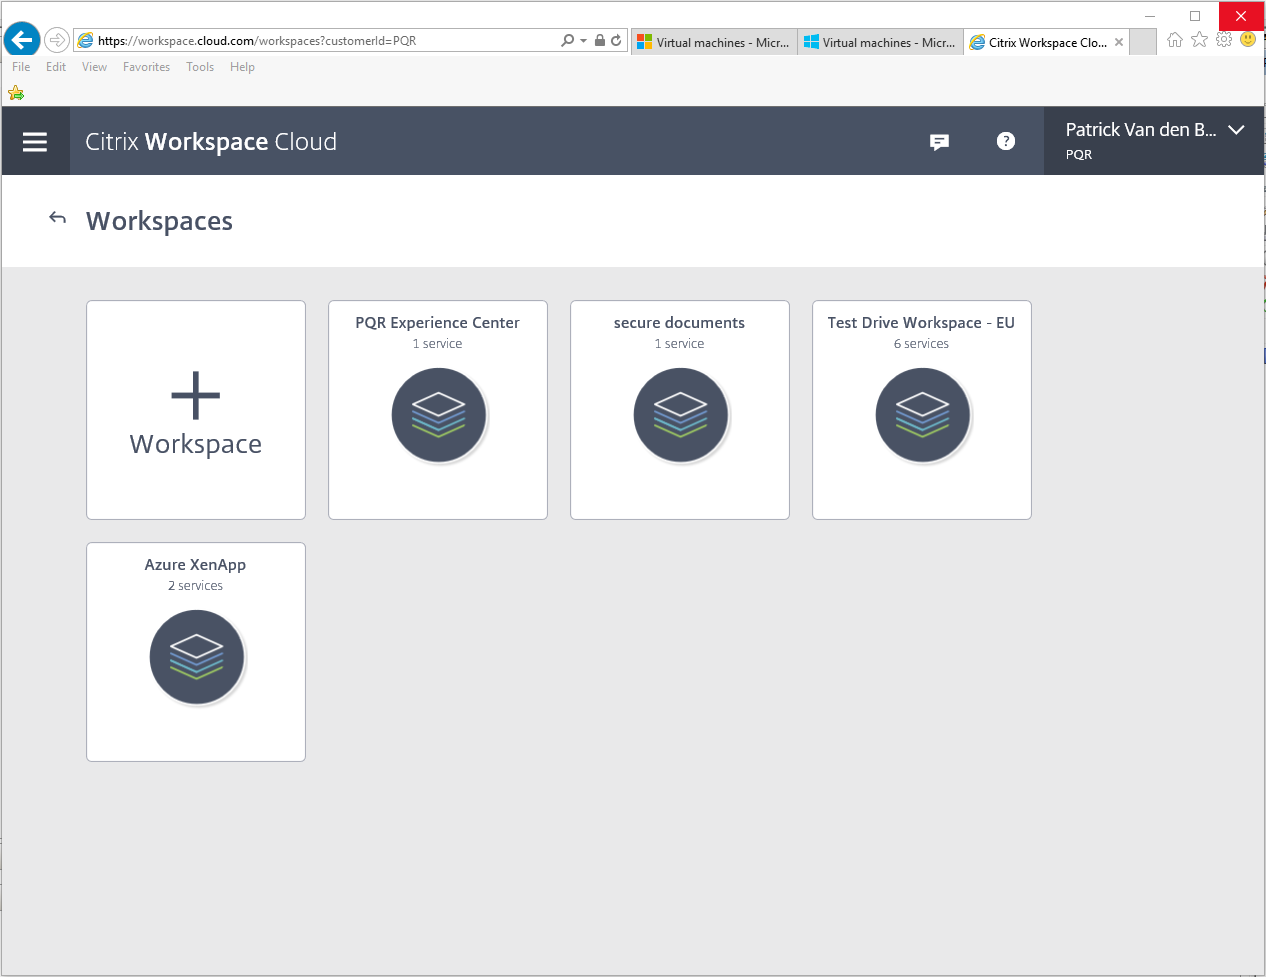 https://workspace.cloud.com/workspaces?customerId=PQR
Virtual machines - Micr...
Virtual machines - Micr...
Citrix Workspace Clo...
File Edit View Favorites Tools Help
Citrix Workspace Cloud
?
Patrick Van den B...
PQR
Workspaces
Workspace
PQR Experience Center
1 service
secure documents
1 service
Test Drive Workspace - EU
6 services
Azure XenApp
2 services